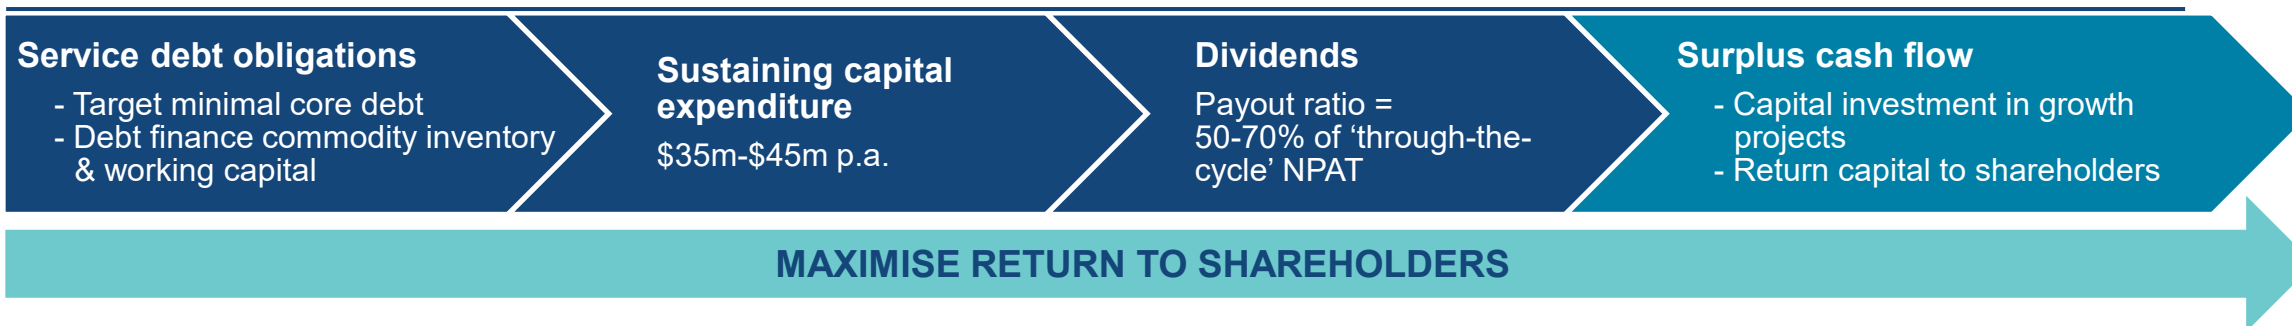 Service debt obligations
- Target minimal core debt
- Debt finance commodity inventory
& working capital
Sustaining capital
expenditure
$35m-$45m p.a.
Dividends
Payout ratio =
50-70% of ‘through-the-
cycle’ NPAT
Surplus cash flow
- Capital investment in growth
projects
- Return capital to shareholders
MAXIMISE RETURN TO SHAREHOLDERS